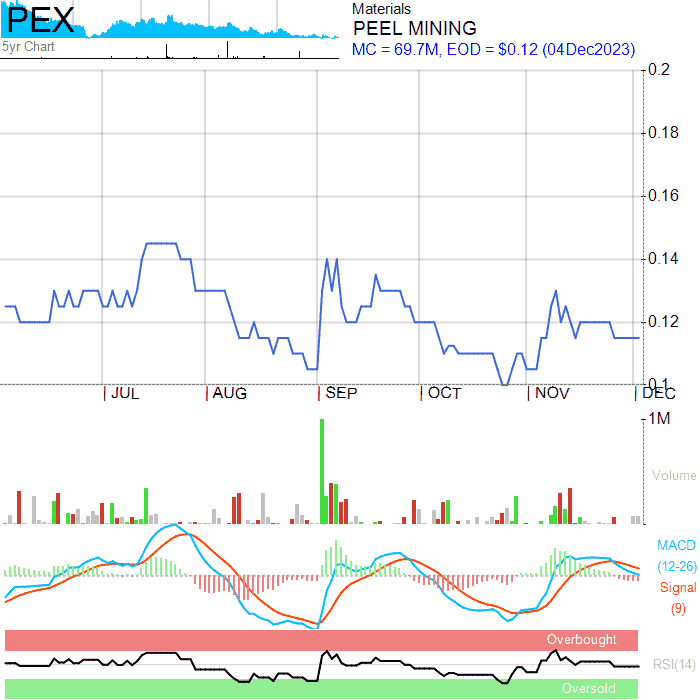 PEX
5yr Chart
Materials
PEEL MINING
MC = 69.7M, EOD = $0.12 (04Dec2023)
0.2
0.18
0.16
0.14
0.12
0.1
JUL AUG SEP OCT NOV DEC
1M
Volume
MACD
(12-26)
Signal
(9)
Overbought
RSI(14)
Oversold